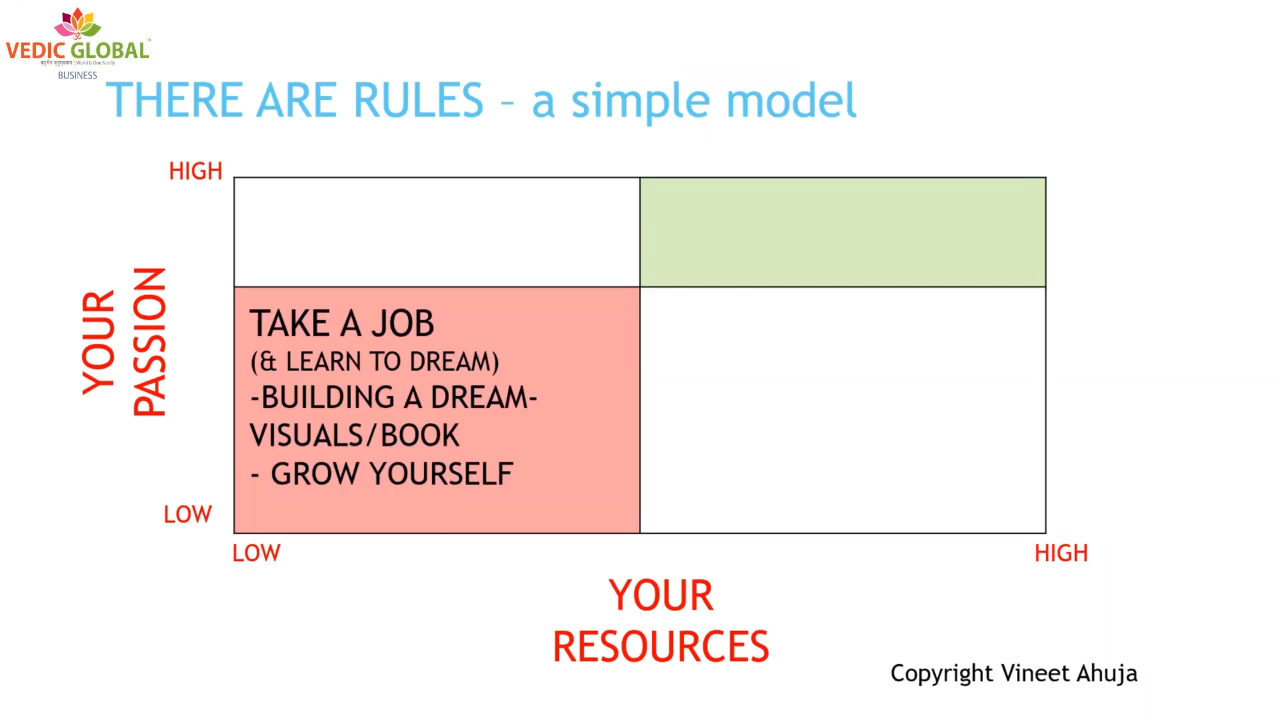 VEDIC GLOBAL
BUSINESS
THERE ARE RULES – a simple model
HIGH
YOUR
PASSION
TAKE A JOB
(& LEARN TO DREAM)
-BUILDING A DREAM-
VISUALS/BOOK
- GROW YOURSELF
LOW
LOW
HIGH
YOUR
RESOURCES
Copyright Vineet Ahuja